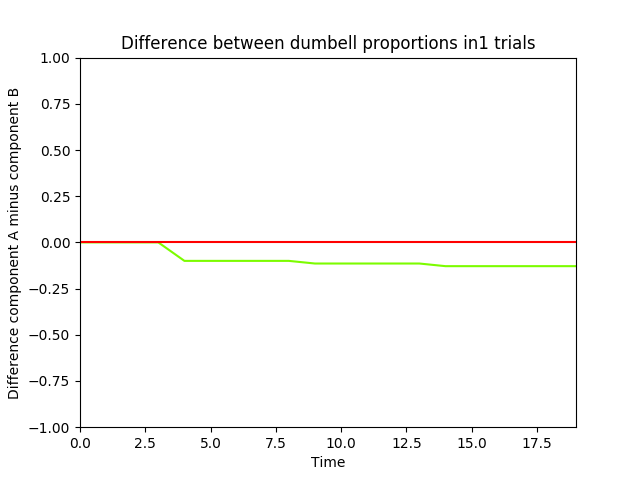 Difference between dumbell proportions in1 trials
Difference component A minus component B
1.00
0.75
0.50
0.25
0.00
−0.25
−0.50
−0.75
−1.00
0.0 2.5 5.0 7.5 10.0 12.5 15.0 17.5
Time